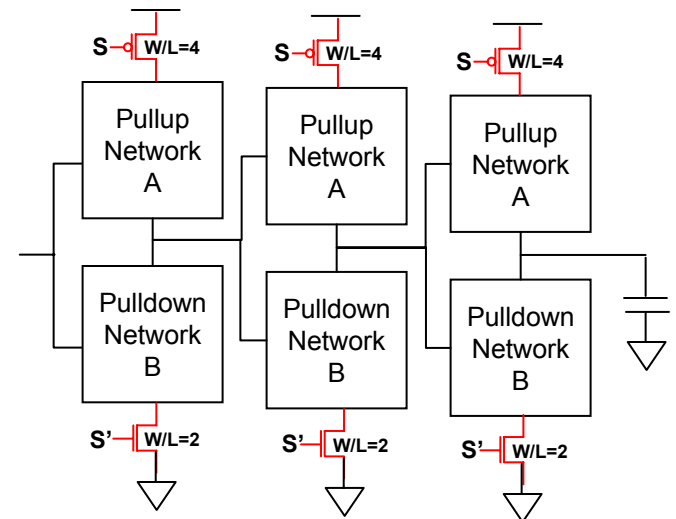 S W/L=4
S W/L=4
S W/L=4
Pullup
Network
A
Pullup
Network
A
Pullup
Network
A
Pulldown
Network
B
Pulldown
Network
B
Pulldown
Network
B
S' W/L=2
S' W/L=2
S' W/L=2